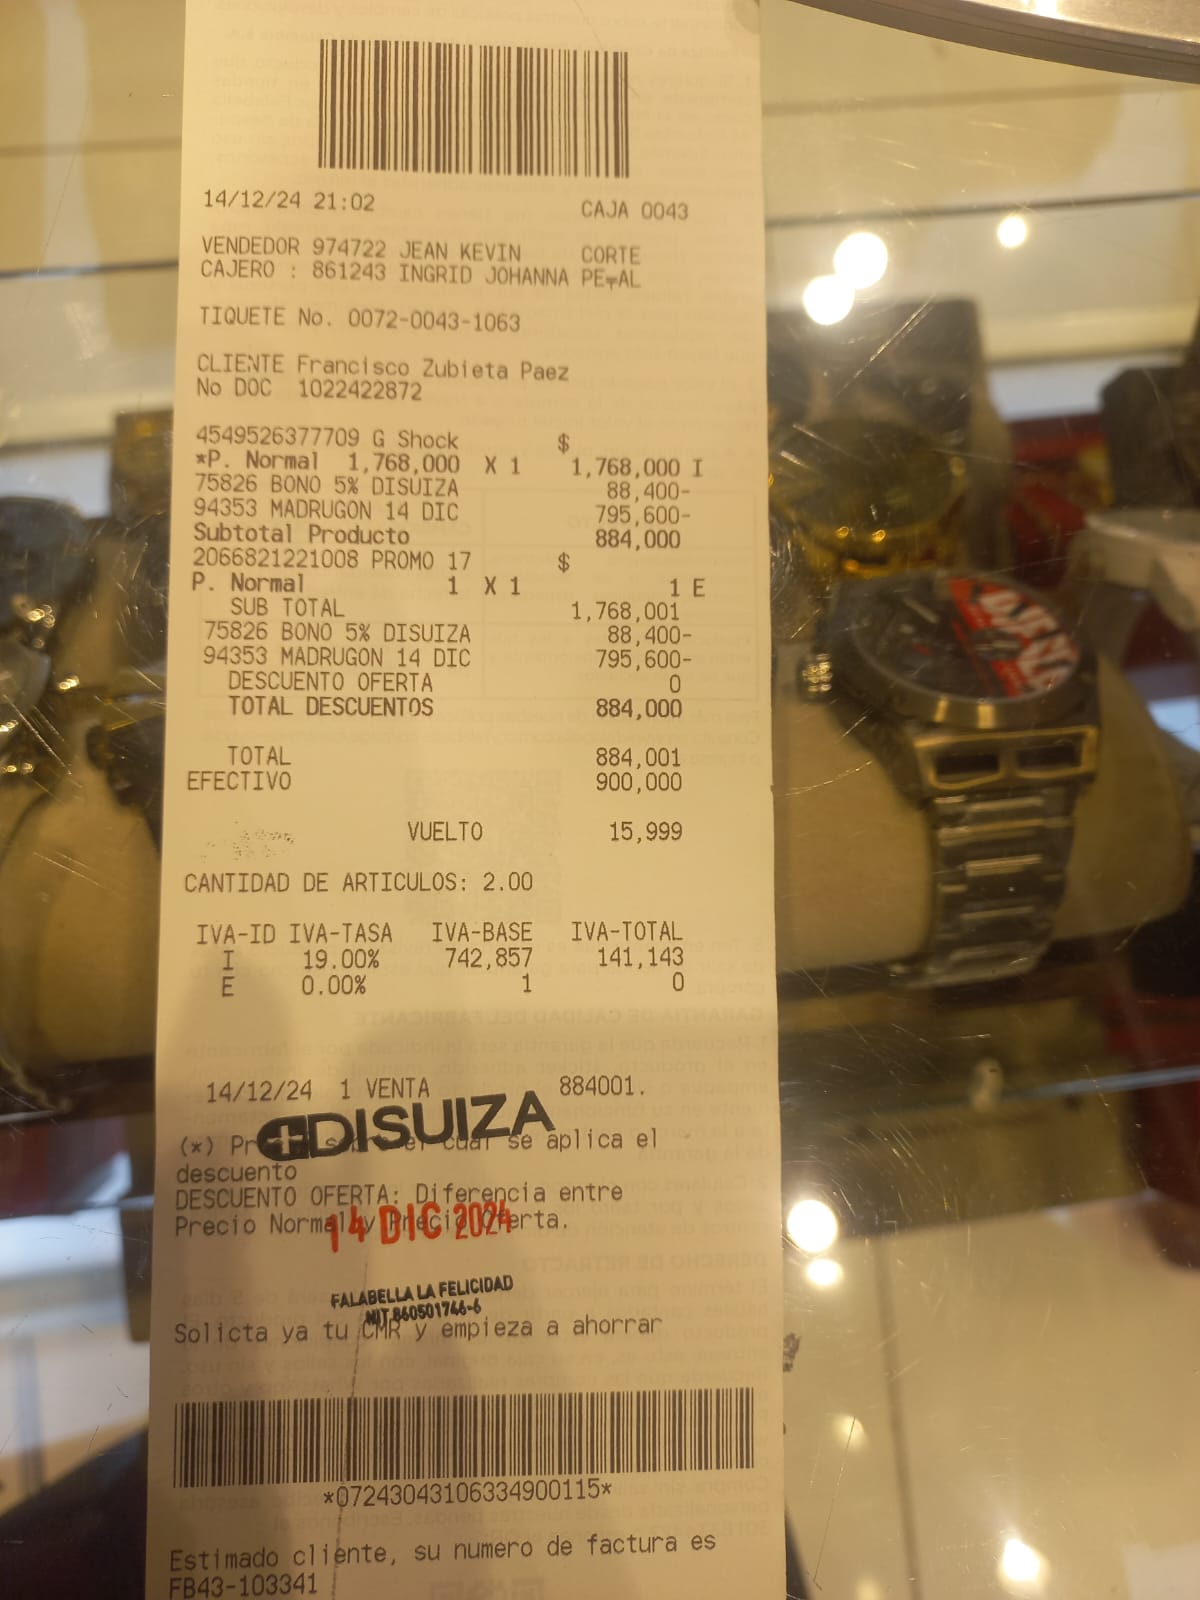 14/12/24 21:02 CAJA 0043
VENDEDOR 974722 JEAN KEVIN CORTE
CAJERO : 861243 INGRID JOHANNA PE AL
TIQUETE No. 0072-0043-1063
CLIENTE Francisco Zubieta Paez
No DOC 1022422872
4549526377709 G Shock $
*P. Normal 1,768,000 X 1 1,768,000 I
75826 BONO 5% DISUIZA 88,400-
94353 MADRUGON 14 DIC 795,600-
Subtotal Producto 884,000
2066821221008 PROMO 17 $
P. Normal 1 X 1 1 E
SUB TOTAL 1,768,001
75826 BONO 5% DISUIZA 88,400-
94353 MADRUGON 14 DIC 795,600-
DESCUENTO OFERTA 0
TOTAL DESCUENTOS 884,000
TOTAL 884,001
EFECTIVO 900,000
VUELTO 15,999
CANTIDAD DE ARTICULOS: 2.00
IVA-ID IVA-TASA IVA-BASE IVA-TOTAL
I 19.00% 742,857 141,143
E 0.00% 1 0
14/12/24 1 VENTA 884001.
DISUIZA
(*) Precio sobre el cual se aplica el
descuento
DESCUENTO OFERTA: Diferencia entre
Precio Normal y Precio Oferta.
14 DIC 2024
FALABELLA LA FELICIDAD
NIT.860501746-6
Solicta ya tu CMR y empieza a ahorrar
*07243043106334900115*
Estimado cliente, su numero de factura es
FB43-103341